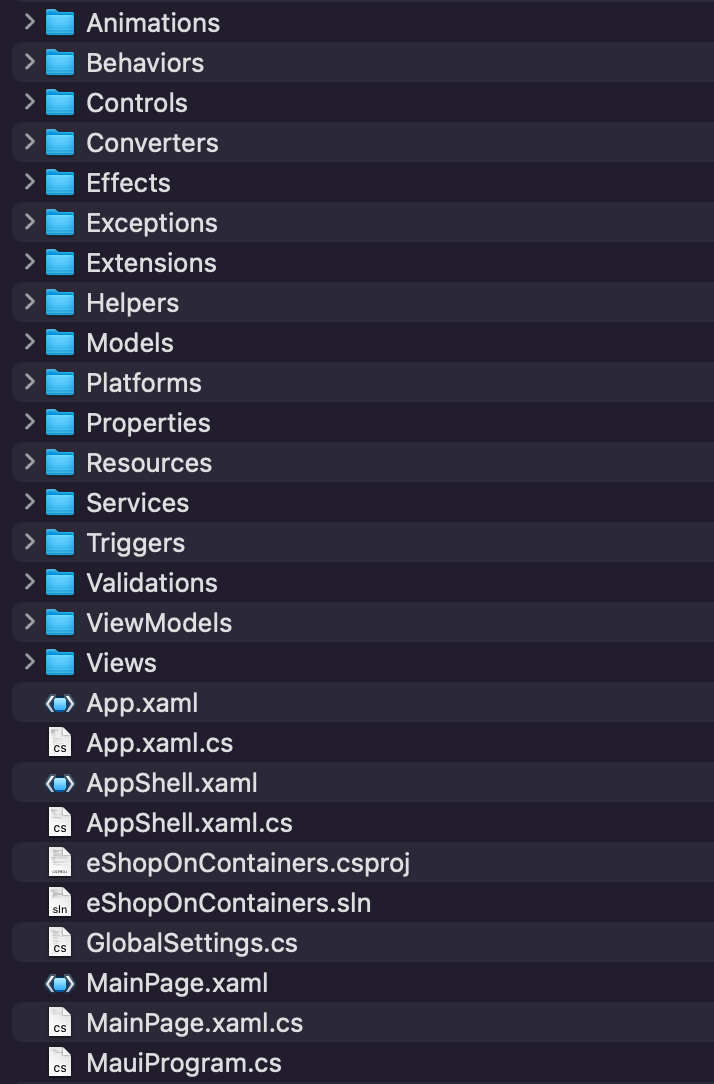 Animations
Behaviors
Controls
Converters
Effects
Exceptions
Extensions
Helpers
Models
Platforms
Properties
Resources
Services
Triggers
Validations
ViewModels
Views
App.xaml
cs App.xaml.cs
AppShell.xaml
cs AppShell.xaml.cs
CSPROJ eShopOnContainers.csproj
sln eShopOnContainers.sln
cs GlobalSettings.cs
MainPage.xaml
cs MainPage.xaml.cs
cs MauiProgram.cs